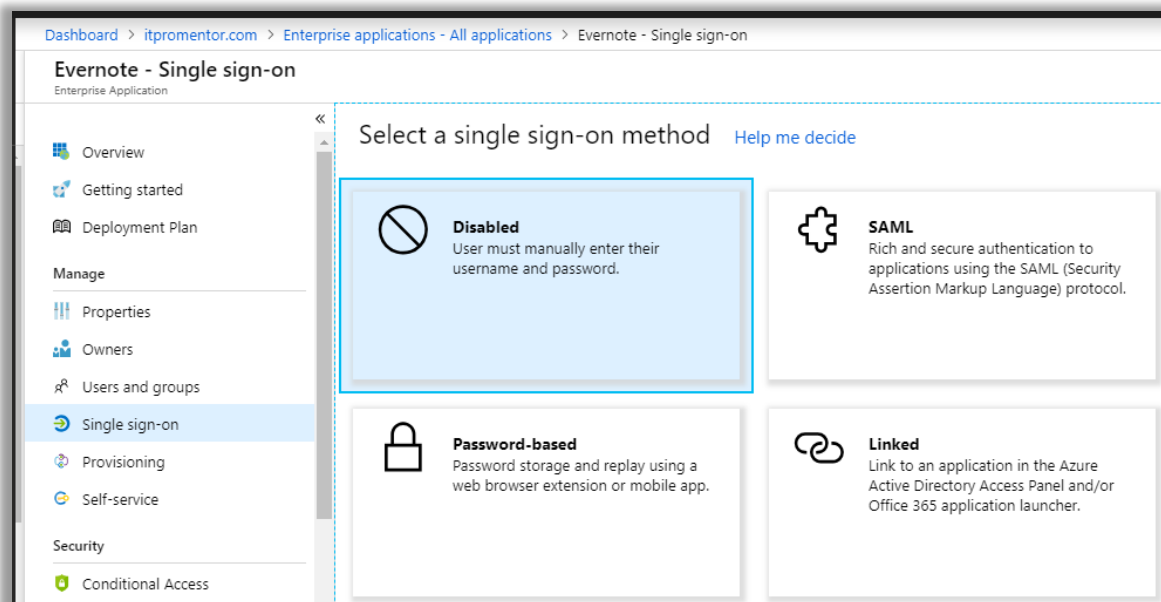 Dashboard > itpromentor.com > Enterprise applications - All applications > Evernote - Single sign-on
Evernote - Single sign-on
Enterprise Application
«
Overview
Getting started
Deployment Plan
Manage
Properties
Owners
Users and groups
Single sign-on
Provisioning
Self-service
Security
Conditional Access
Select a single sign-on method Help me decide
Disabled
User must manually enter their
username and password.
SAML
Rich and secure authentication to
applications using the SAML (Security
Assertion Markup Language) protocol.
Password-based
Password storage and replay using a
web browser extension or mobile app.
Linked
Link to an application in the Azure
Active Directory Access Panel and/or
Office 365 application launcher.